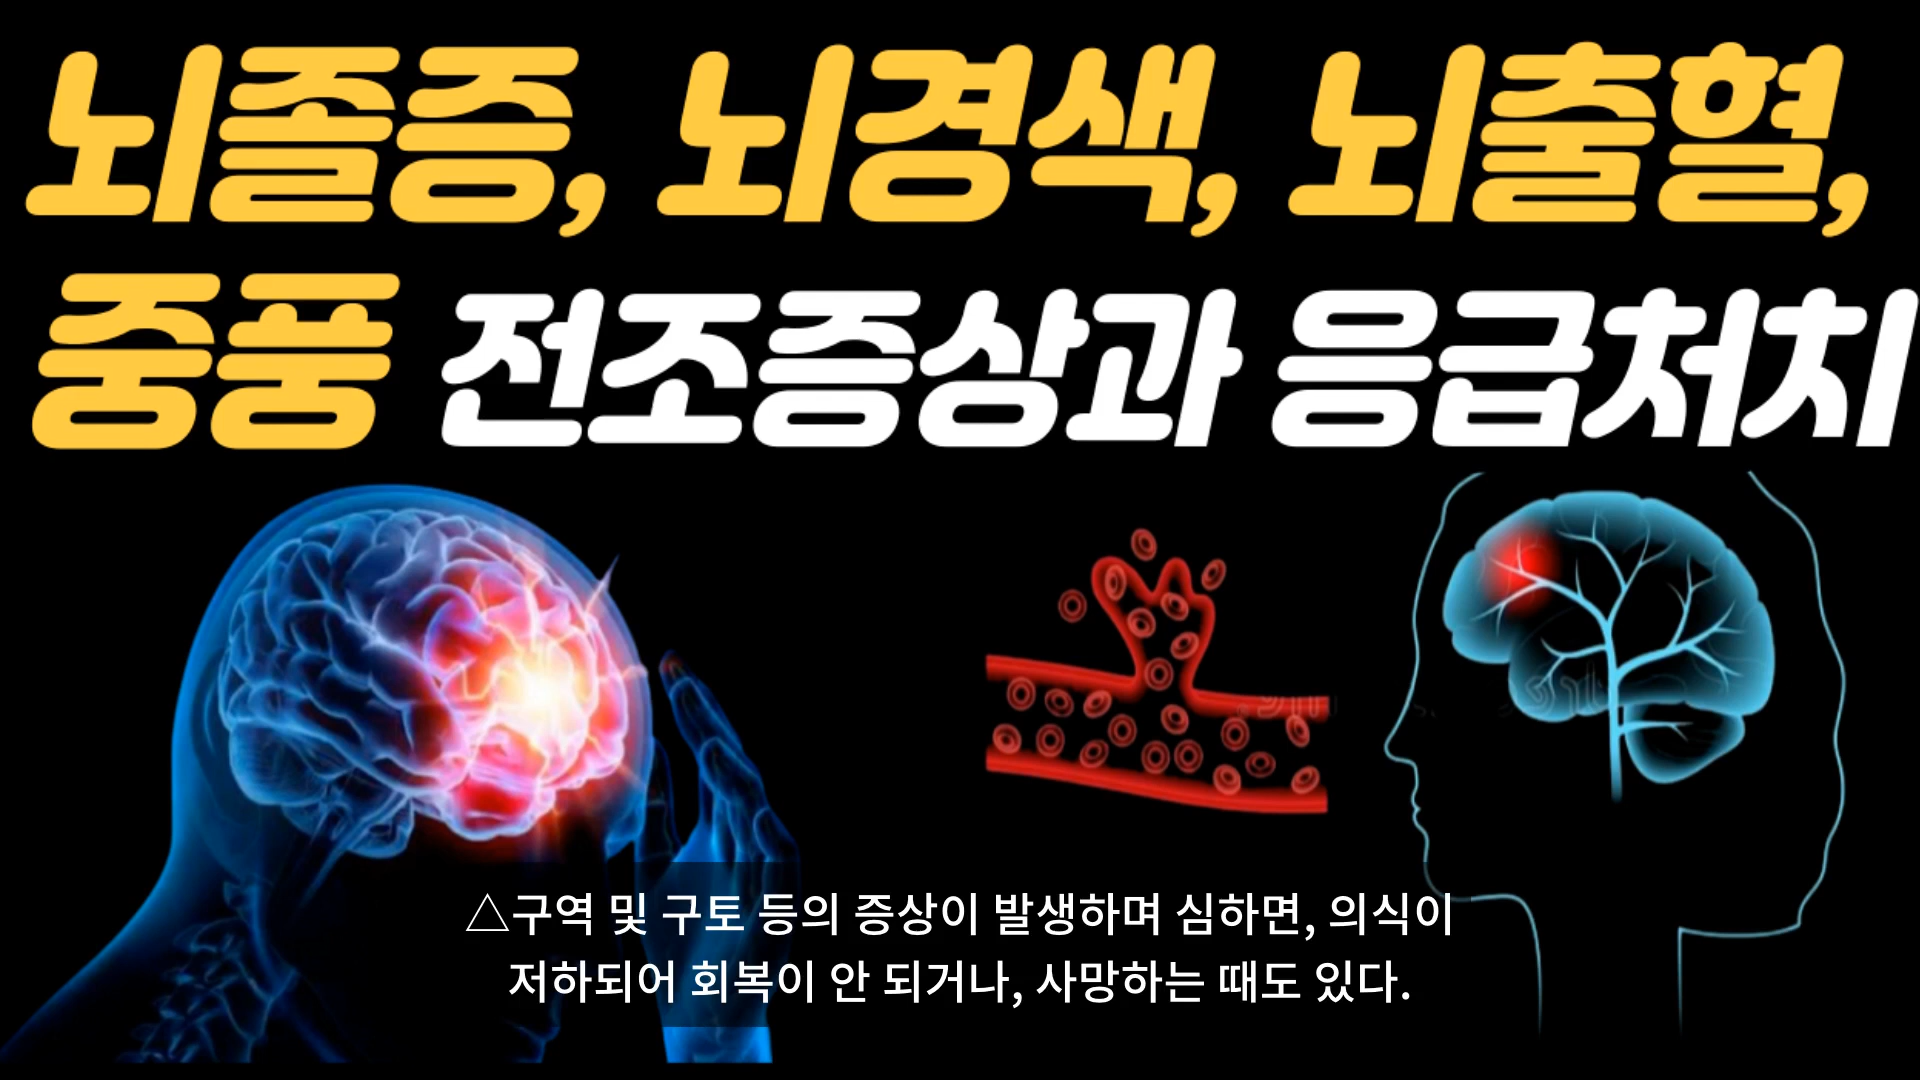 뇌졸증, 뇌경색, 뇌출혈,
중풍 전조증상과 응급처치
△구역 및 구토 등의 증상이 발생하며 심하면, 의식이
저하되어 회복이 안 되거나, 사망하는 때도 있다.